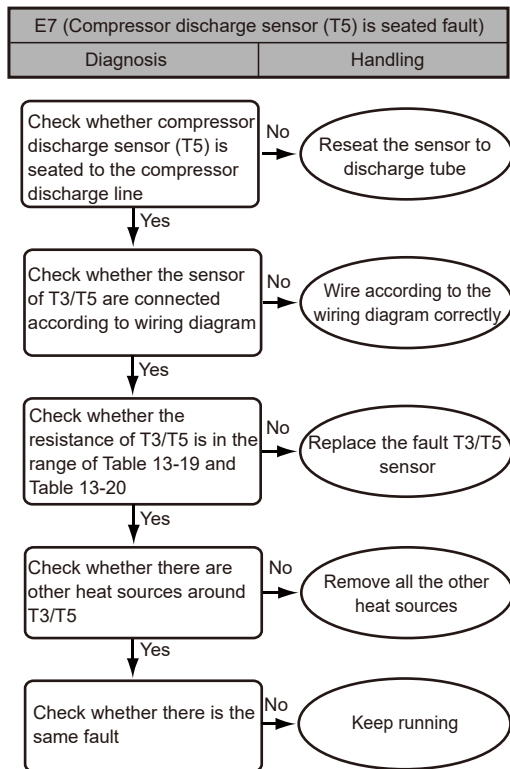 E7 (Compressor discharge sensor (T5) is seated fault)
Diagnosis
Handling
Check whether compressor
discharge sensor (T5) is
seated to the compressor
discharge line
No
Reseat the sensor to
discharge tube
Yes
Check whether the sensor
of T3/T5 are connected
according to wiring diagram
No
Wire according to the
wiring diagram correctly
Yes
Check whether the
resistance of T3/T5 is in the
range of Table 13-19 and
Table 13-20
No
Replace the fault T3/T5
sensor
Yes
Check whether there are
other heat sources around
T3/T5
No
Remove all the other
heat sources
Yes
Check whether there is the
same fault
No
Keep running